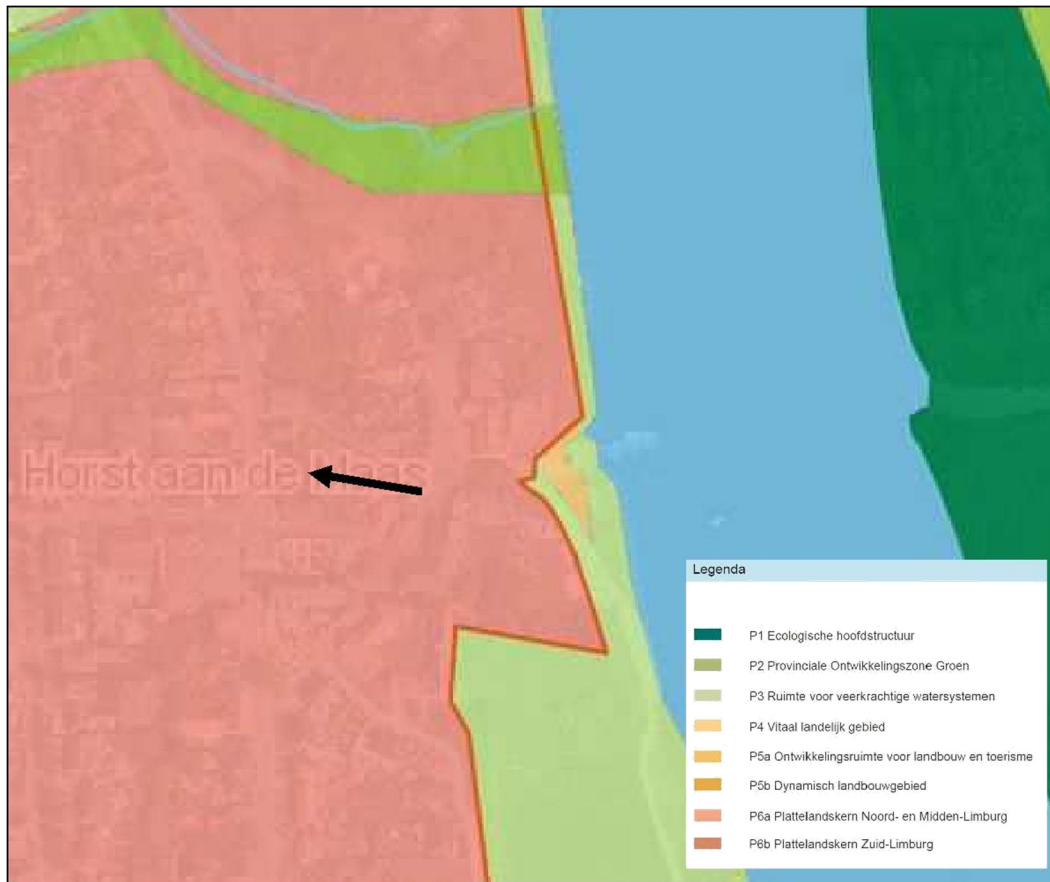 Horst aan de Maas
Legenda
P1 Ecologische hoofdstructuur
P2 Provinciale Ontwikkelingszone Groen
P3 Ruimte voor veerkrachtige watersystemen
P4 Vitaal landelijk gebied
P5a Ontwikkelingsruimte voor landbouw en toerisme
P5b Dynamisch landbouwgebied
P6a Plattelandskern Noord- en Midden-Limburg
P6b Plattelandskern Zuid-Limburg